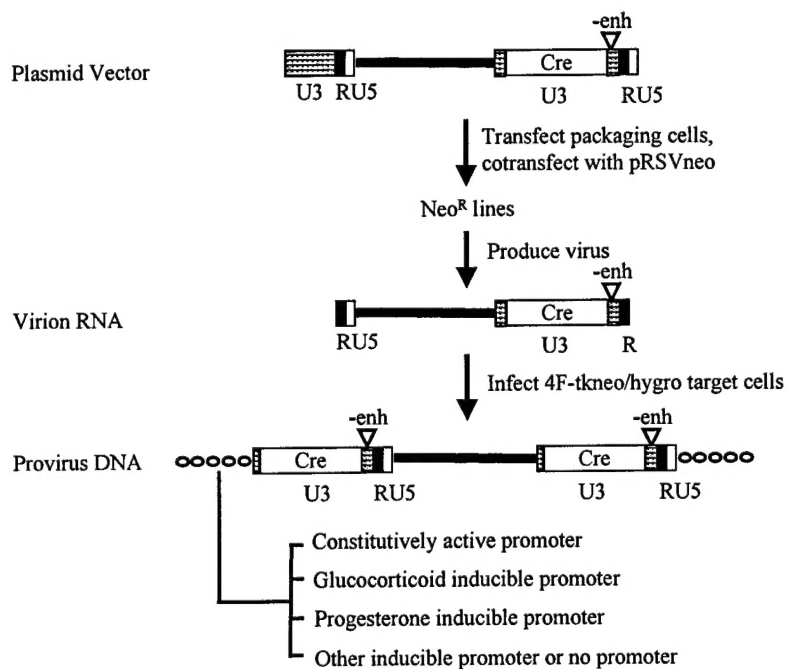 -enh
Plasmid Vector
Cre
U3 RU5 U3 RU5
Transfect packaging cells,
cotransfect with pRSVneo
Neoᴿ lines
Produce virus
-enh
Virion RNA
Cre
RU5 U3 R
Infect 4F-tkneo/hygro target cells
-enh -enh
Provirus DNA
Cre Cre
U3 RU5 U3 RU5
Constitutively active promoter
Glucocorticoid inducible promoter
Progesterone inducible promoter
Other inducible promoter or no promoter